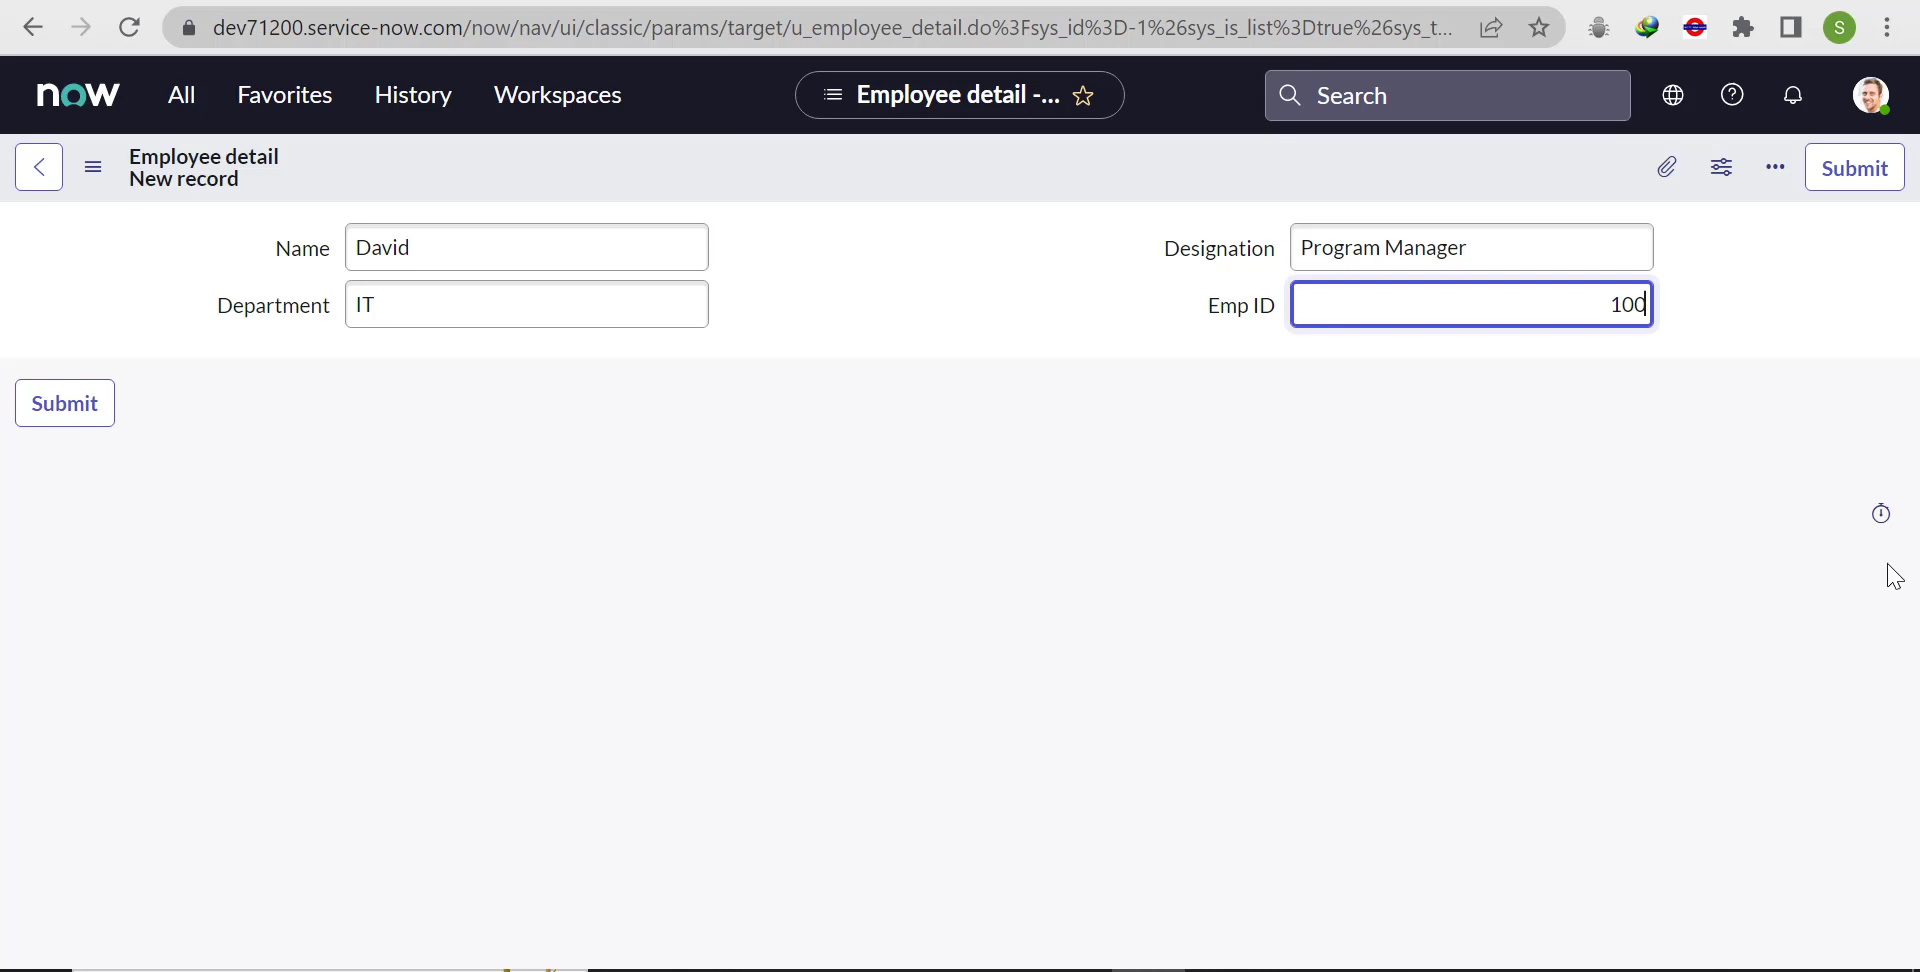 dev71200.service-now.com/now/nav/ui/classic/params/target/u_employee_detail.do%3Fsys_id%3D-1%26sys_is_list%3Dtrue%26sys_t...
S
now
All
Favorites
History
Workspaces
Employee detail -...
Search
Employee detail
New record
Submit
Name
David
Designation
Program Manager
Department
IT
Emp ID
100
Submit